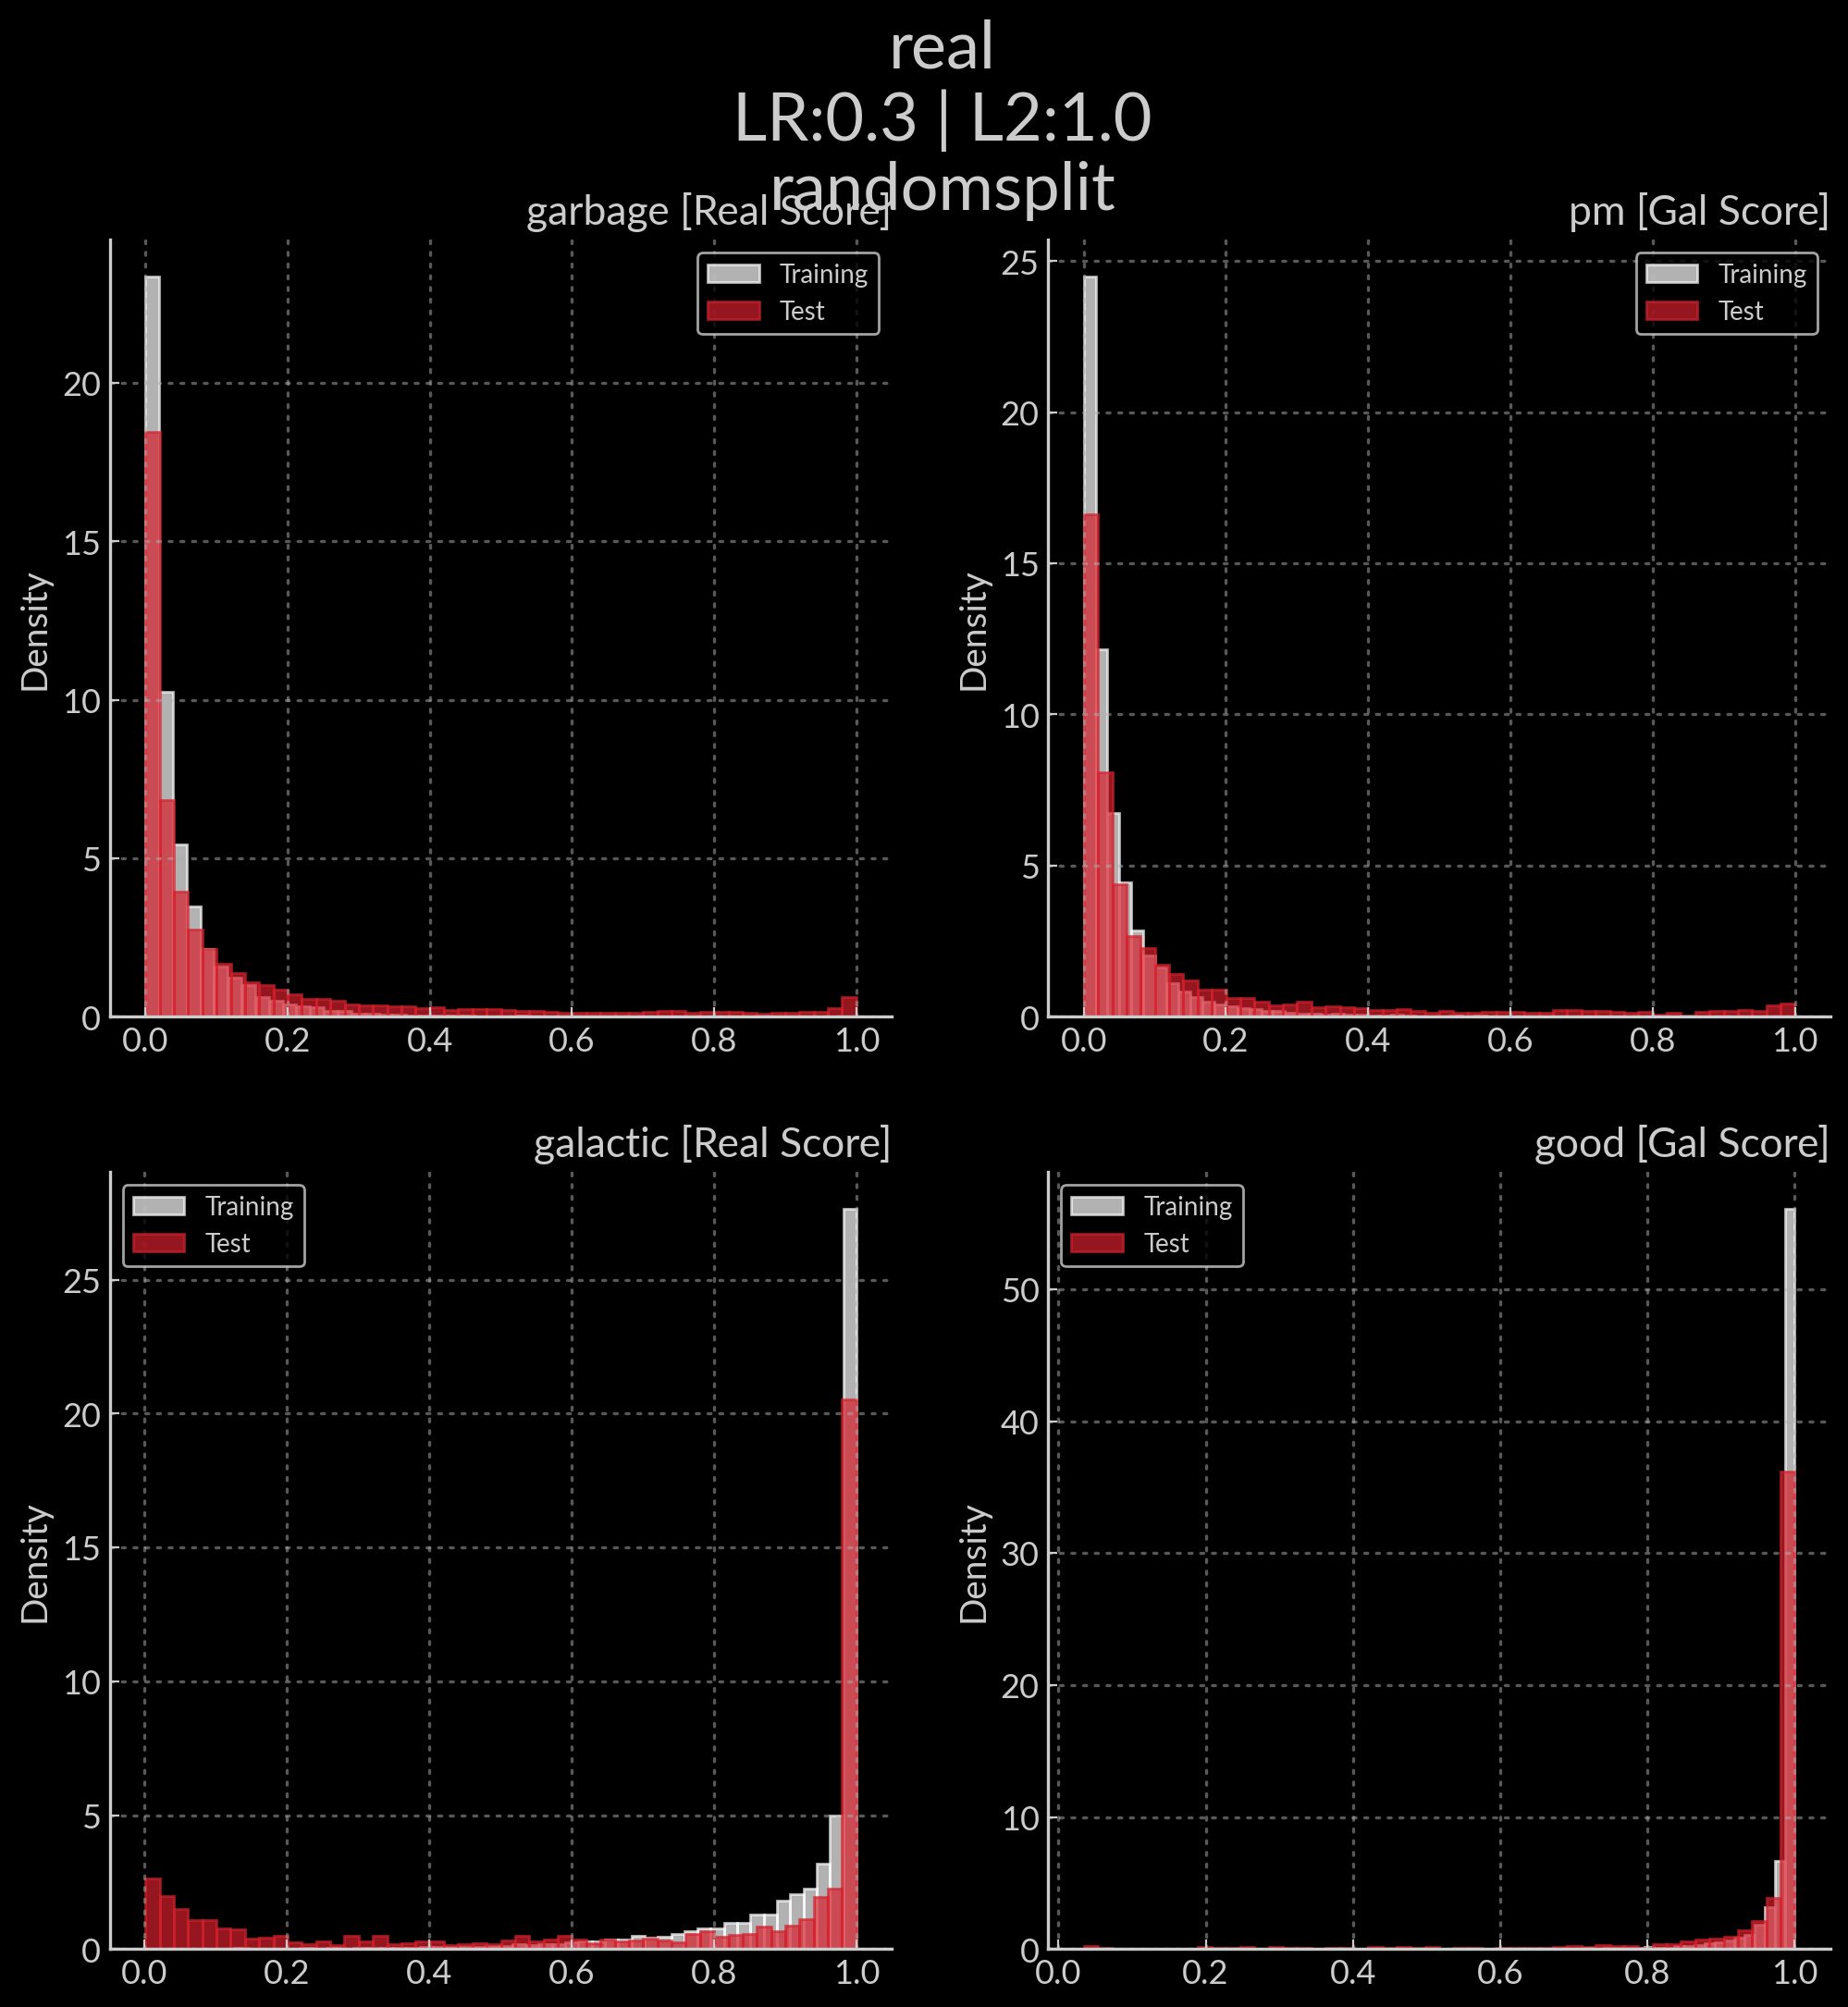 real
LR:0.3 | L2:1.0
randomsplit
garbage [Real Score]
Training
Test
Density
20
15
10
5
0
0.0 0.2 0.4 0.6 0.8 1.0
pm [Gal Score]
Training
Test
Density
25
20
15
10
5
0
0.0 0.2 0.4 0.6 0.8 1.0
galactic [Real Score]
Training
Test
Density
25
20
15
10
5
0
0.0 0.2 0.4 0.6 0.8 1.0
good [Gal Score]
Training
Test
Density
50
40
30
20
10
0
0.0 0.2 0.4 0.6 0.8 1.0